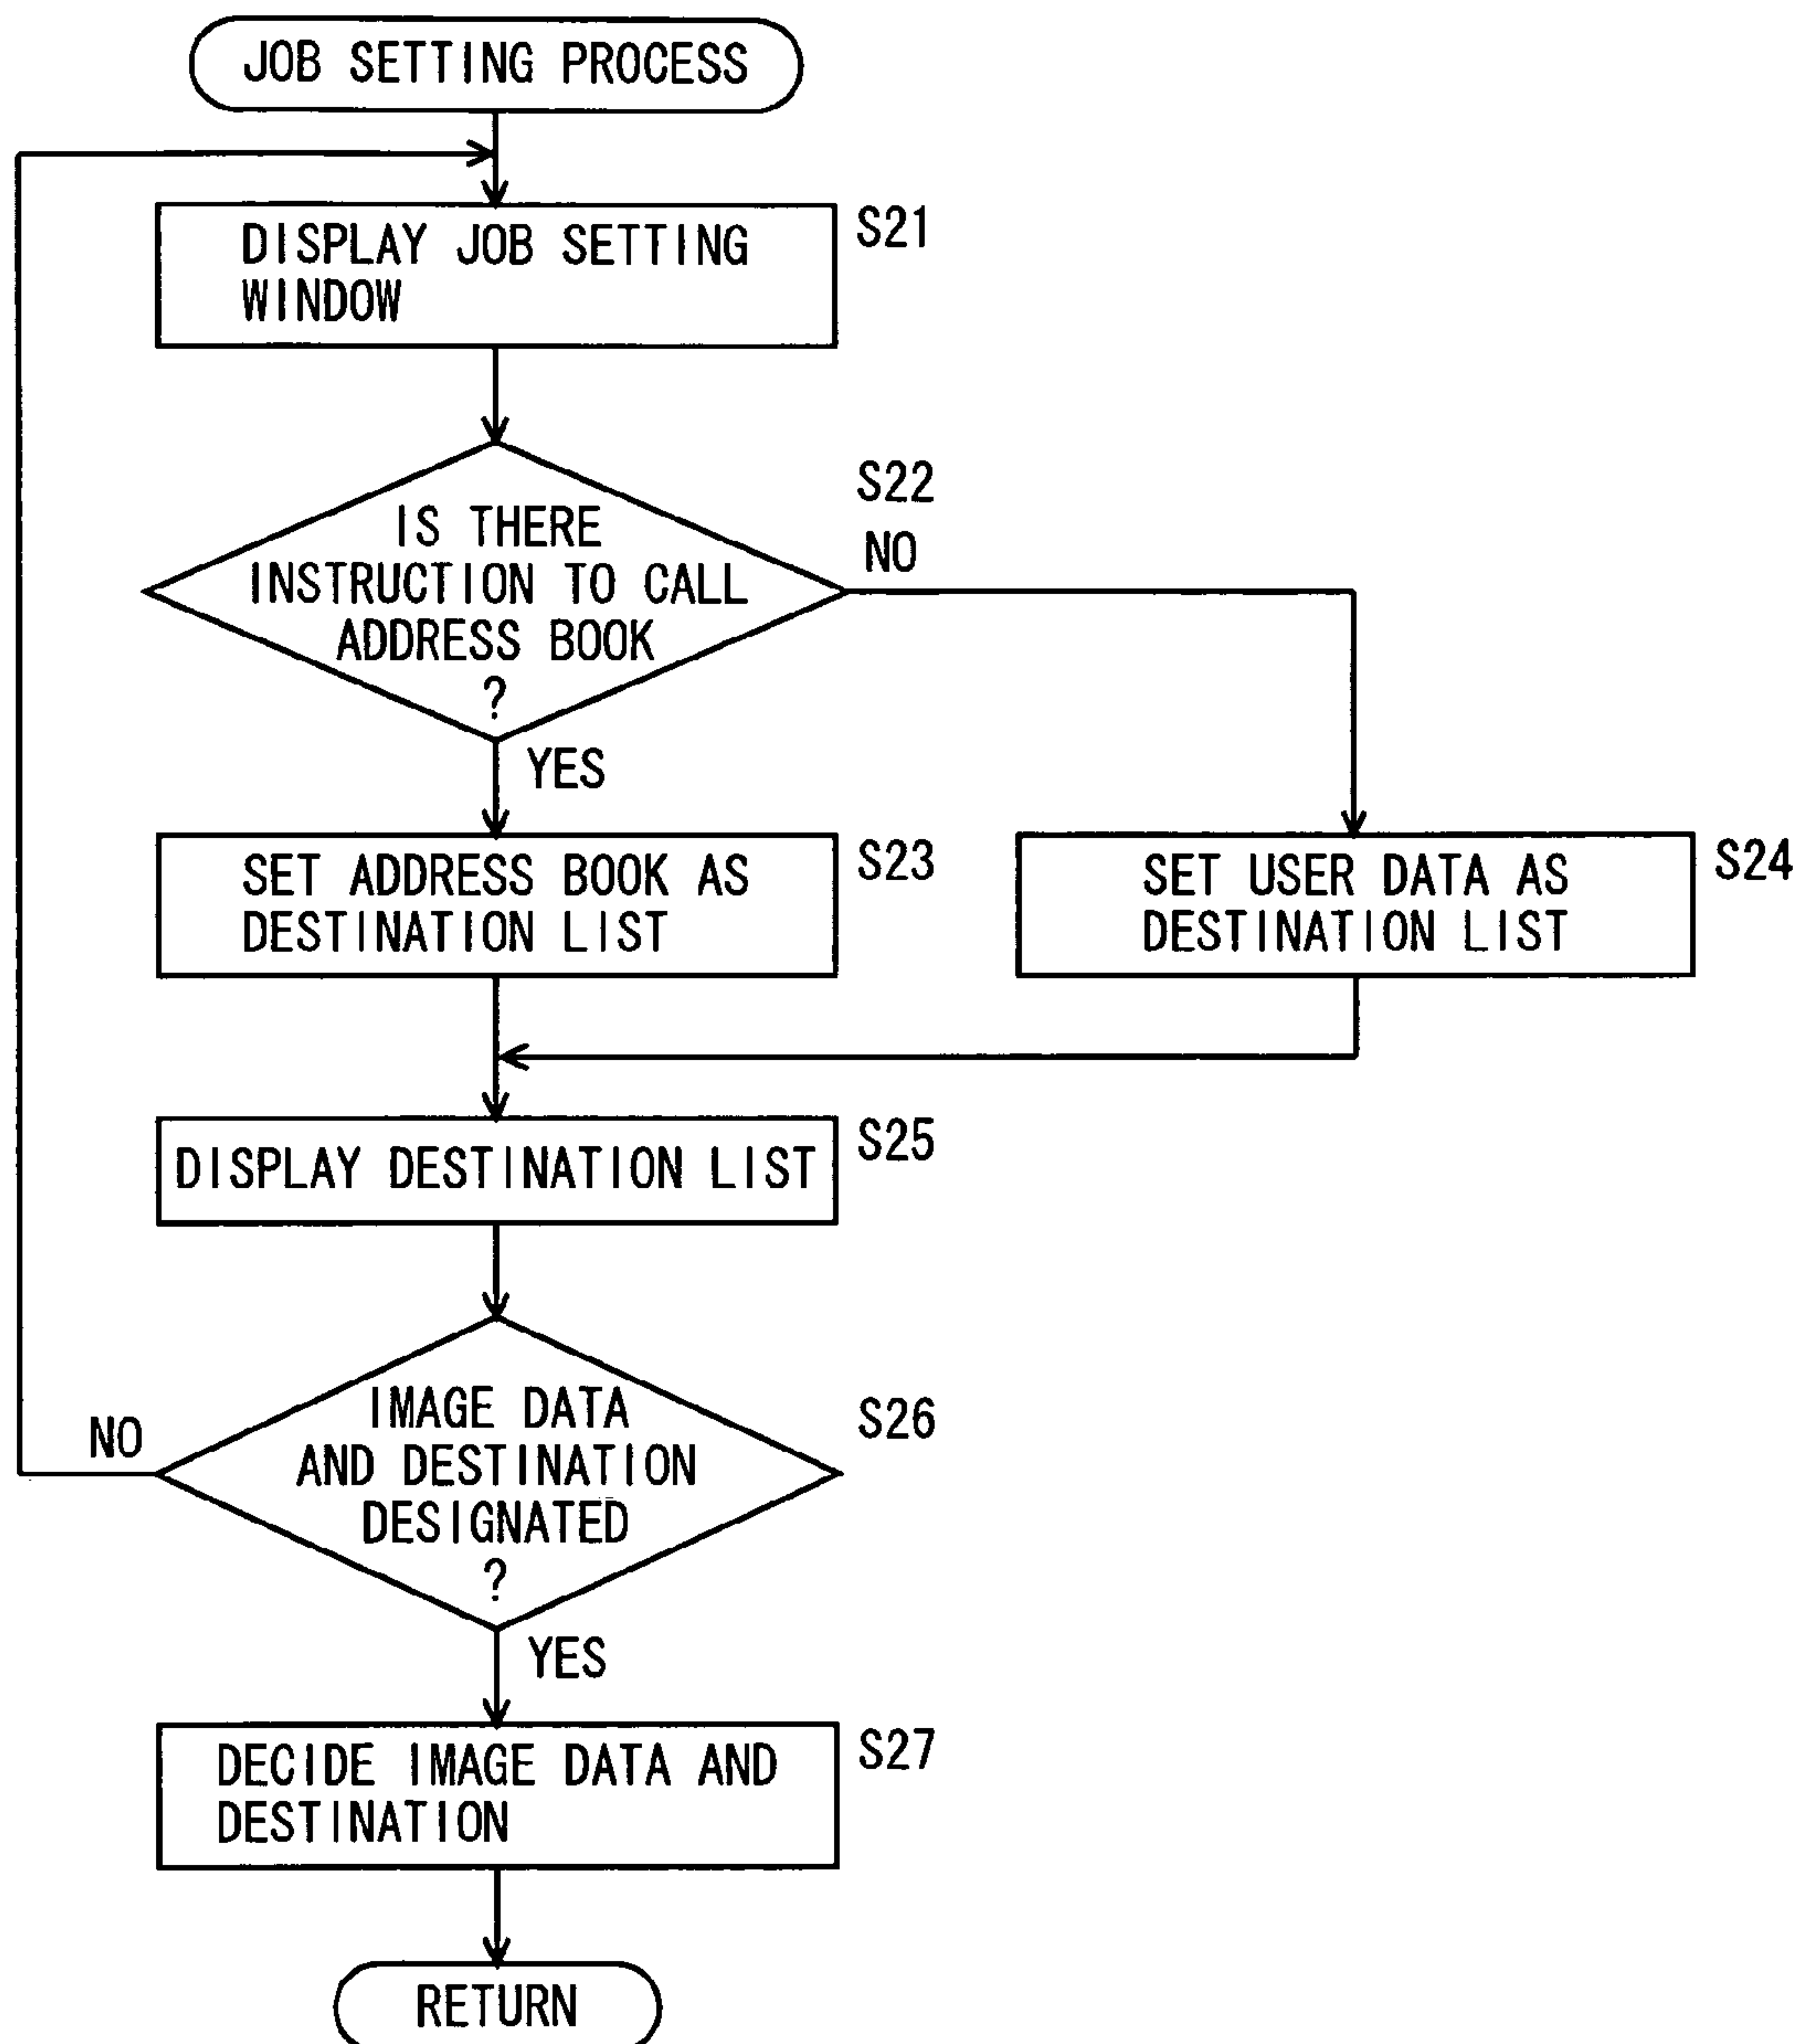 JOB SETTING PROCESS
DISPLAY JOB SETTING
WINDOW
S21
IS THERE
INSTRUCTION TO CALL
ADDRESS BOOK
?
S22
NO
YES
SET ADDRESS BOOK AS
DESTINATION LIST
S23
SET USER DATA AS
DESTINATION LIST
S24
DISPLAY DESTINATION LIST
S25
IMAGE DATA
AND DESTINATION
DESIGNATED
?
S26
NO
YES
DECIDE IMAGE DATA AND
DESTINATION
S27
RETURN